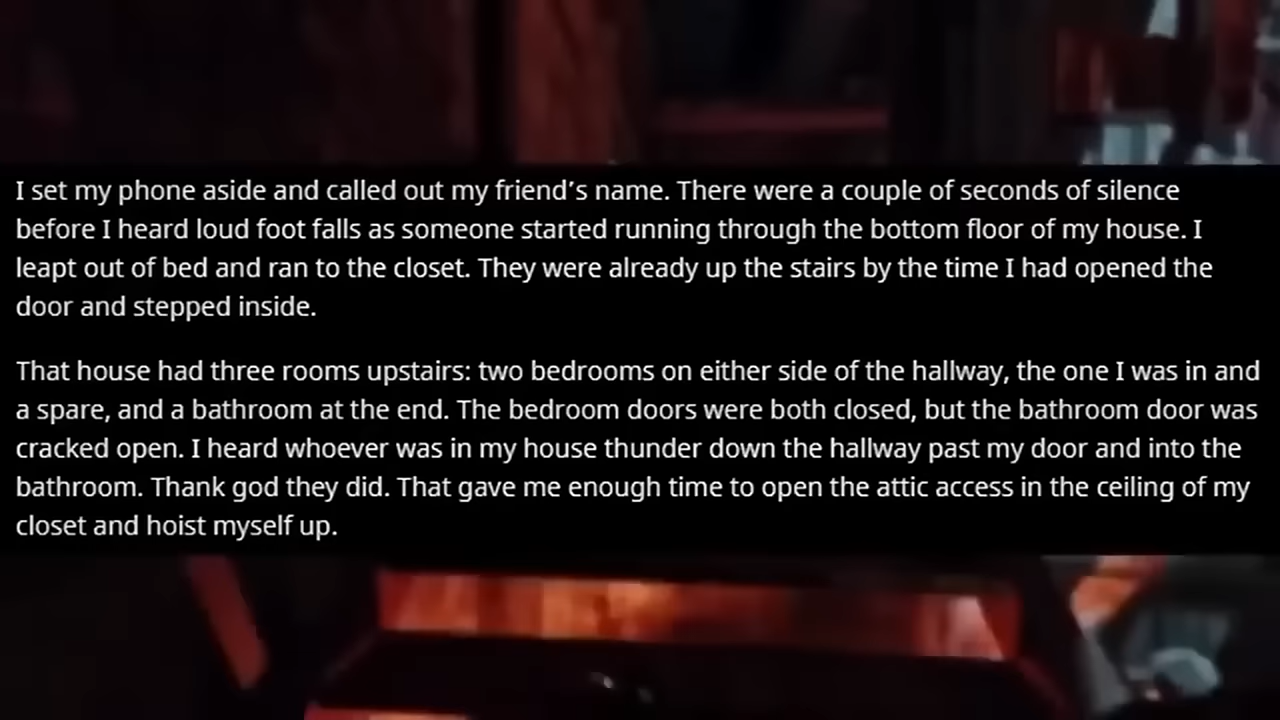 I set my phone aside and called out my friend’s name. There were a couple of seconds of silence
before I heard loud foot falls as someone started running through the bottom floor of my house. I
leapt out of bed and ran to the closet. They were already up the stairs by the time I had opened the
door and stepped inside.
That house had three rooms upstairs: two bedrooms on either side of the hallway, the one I was in and
a spare, and a bathroom at the end. The bedroom doors were both closed, but the bathroom door was
cracked open. I heard whoever was in my house thunder down the hallway past my door and into the
bathroom. Thank god they did. That gave me enough time to open the attic access in the ceiling of my
closet and hoist myself up.